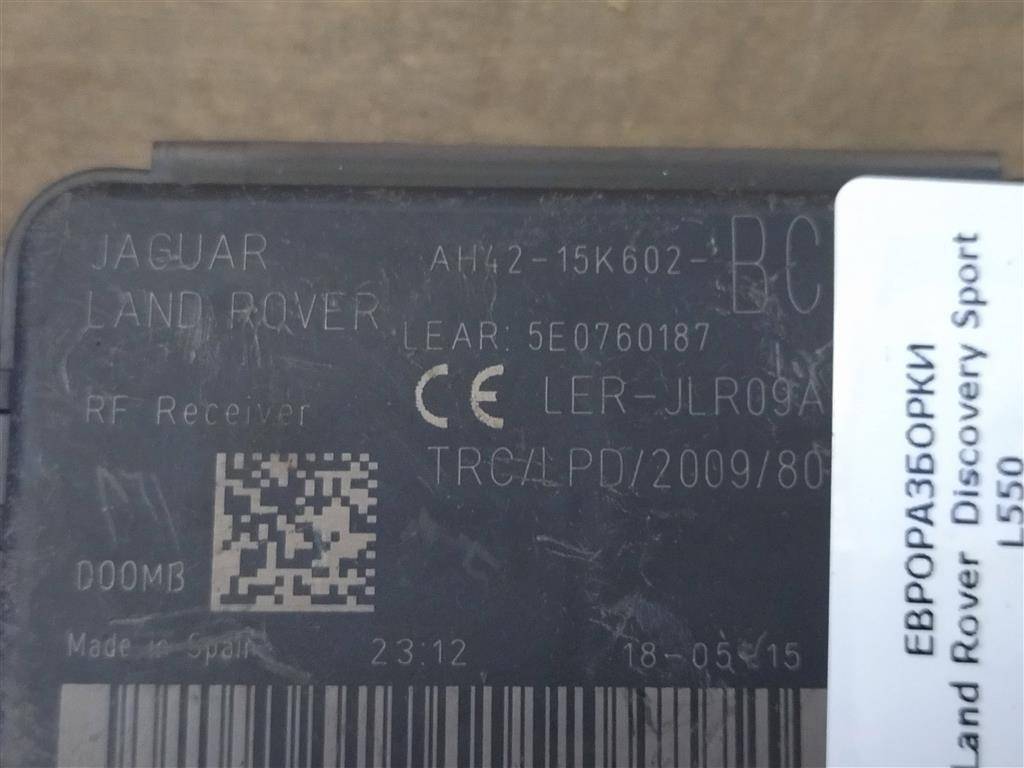 JAGUAR
LAND ROVER
RF Receiver
AH42-15K602-BC
LEAR: 5E0760187
CE LER-JLR09A
TRC/LPD/2009/80
D00MB
Made in Spain
23:12
18-05-15
ЕВРОРАЗБОРКИ
Land Rover Discovery Sport
L550